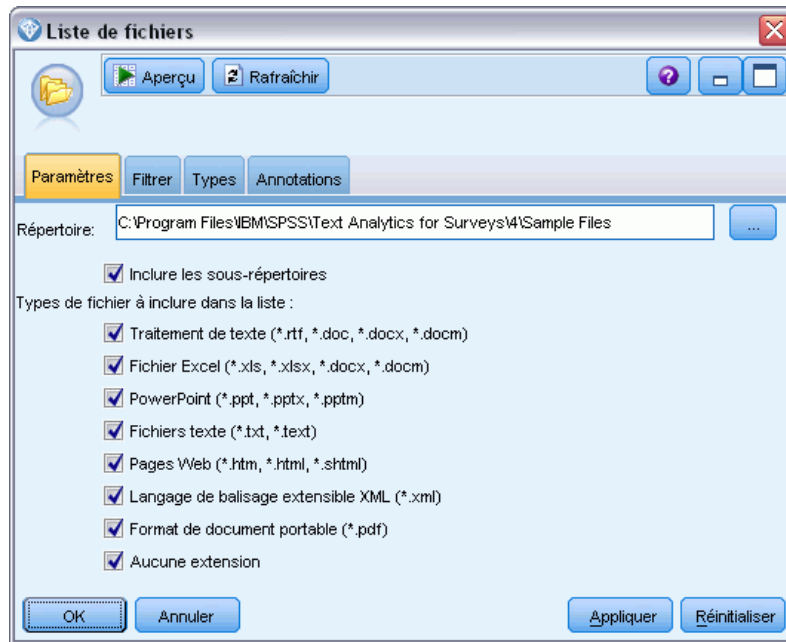 Liste de fichiers
Aperçu Rafraîchir
Paramètres Filtrer Types Annotations
Répertoire: C:\Program Files\IBM\SPSS\Text Analytics for Surveys\4\Sample Files ...
Inclure les sous-répertoires
Types de fichier à inclure dans la liste :
Traitement de texte (*.rtf, *.doc, *.docx, *.docm)
Fichier Excel (*.xls, *.xlsx, *.docx, *.docm)
PowerPoint (*.ppt, *.pptx, *.pptm)
Fichiers texte (*.txt, *.text)
Pages Web (*.htm, *.html, *.shtml)
Langage de balisage extensible XML (*.xml)
Format de document portable (*.pdf)
Aucune extension
OK Annuler Appliquer Réinitialiser